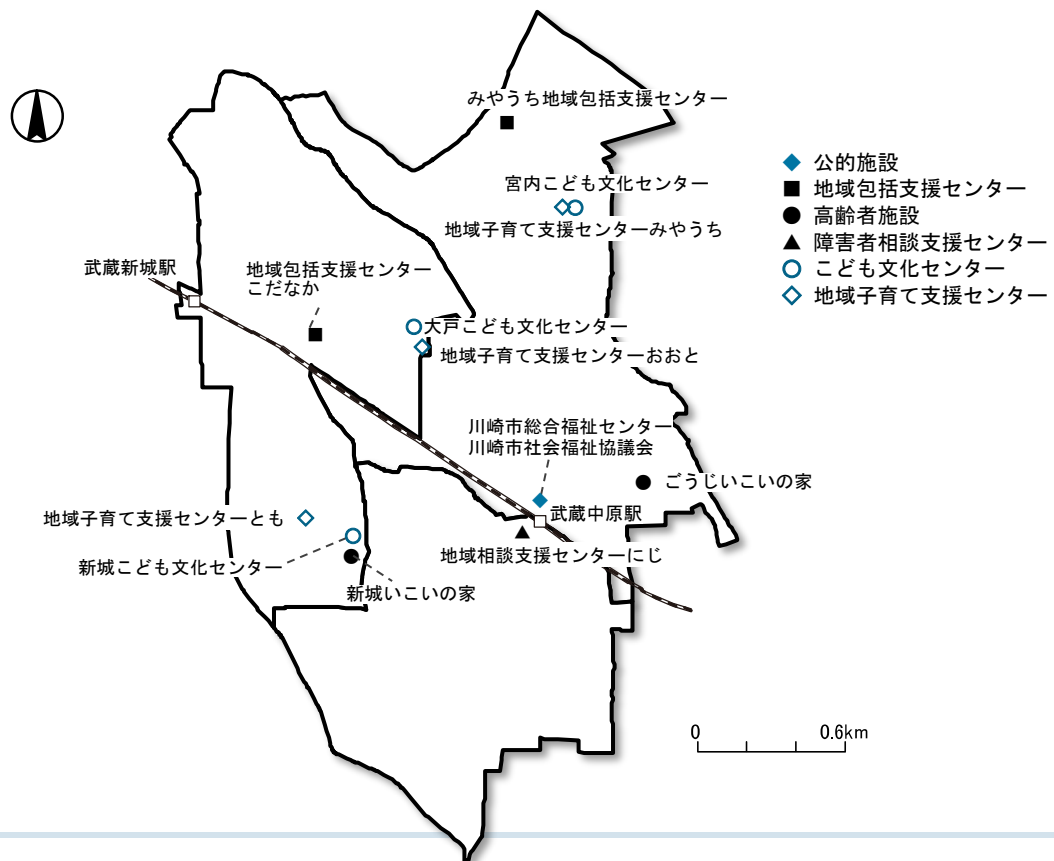 みやうち地域包括支援センター
宮内こども文化センター
地域子育て支援センターみやうち
公的施設
地域包括支援センター
高齢者施設
障害者相談支援センター
こども文化センター
地域子育て支援センター
武蔵新城駅
地域包括支援センター
こだなか
大戸こども文化センター
地域子育て支援センターおおと
川崎市総合福祉センター
川崎市社会福祉協議会
ごうじいこいの家
武蔵中原駅
地域子育て支援センターとも
地域相談支援センターにじ
新城こども文化センター
新城いこいの家
0 0.6km